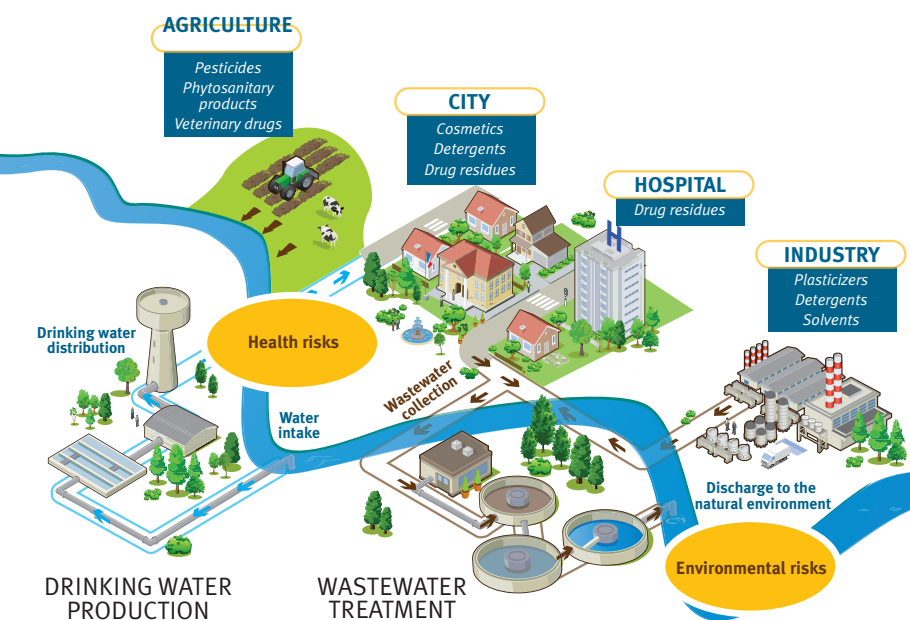 AGRICULTURE
Pesticides
Phytosanitary
products
Veterinary drugs
CITY
Cosmetics
Detergents
Drug residues
HOSPITAL
Drug residues
H
INDUSTRY
Plasticizers
Detergents
Solvents
Drinking water
distribution
Health risks
Wastewater
collection
Water
intake
Discharge to the
natural environment
Environmental risks
DRINKING WATER
PRODUCTION
WASTEWATER
TREATMENT